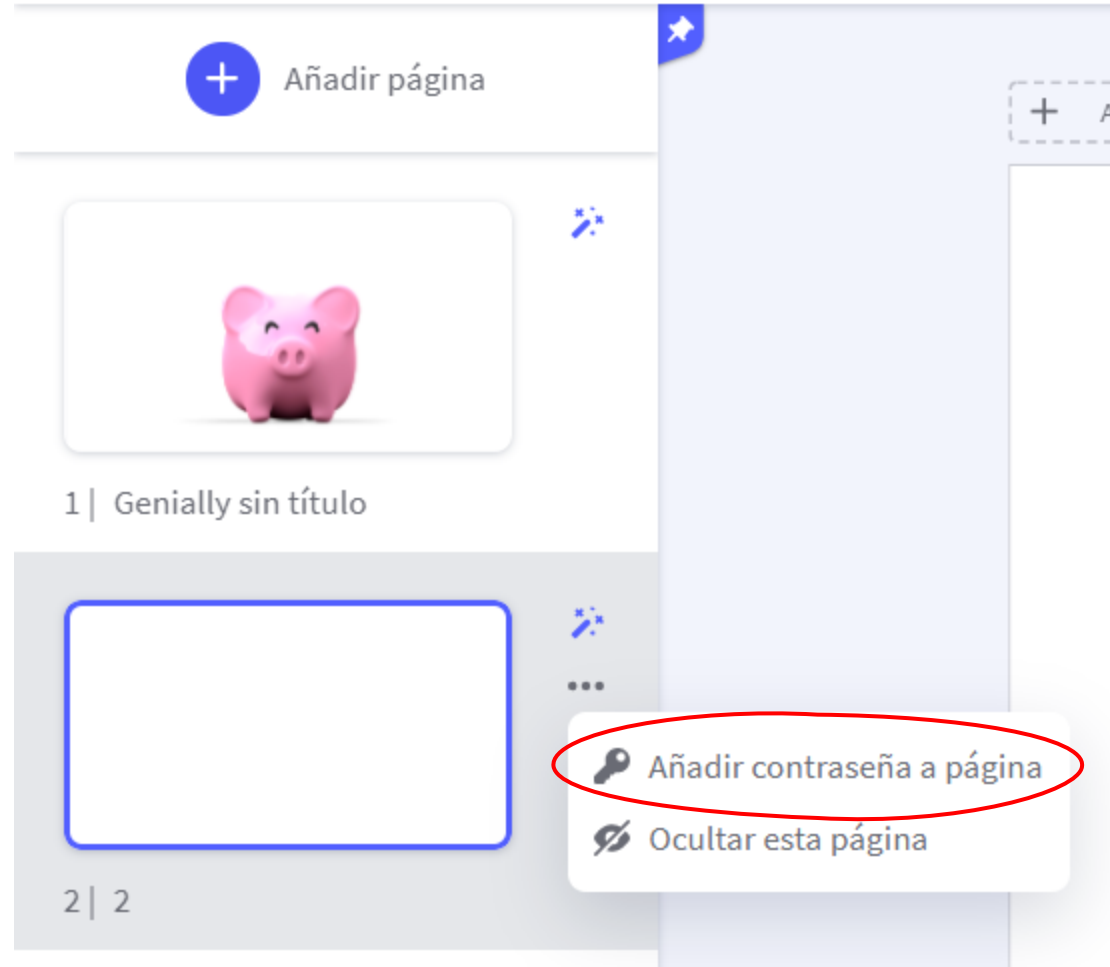 Añadir página
1| Genially sin título
Añadir contraseña a página
Ocultar esta página
2| 2